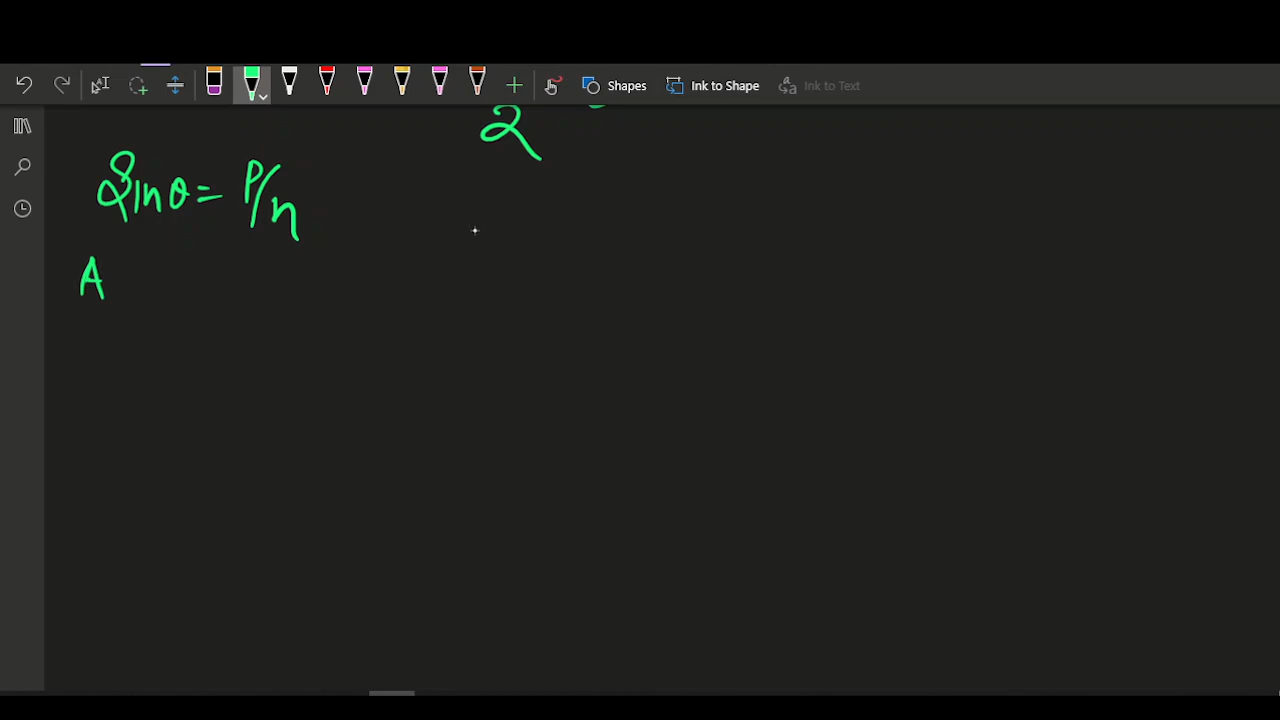 Shapes Ink to Shape Ink to Text
2
Sinθ = P/h
A